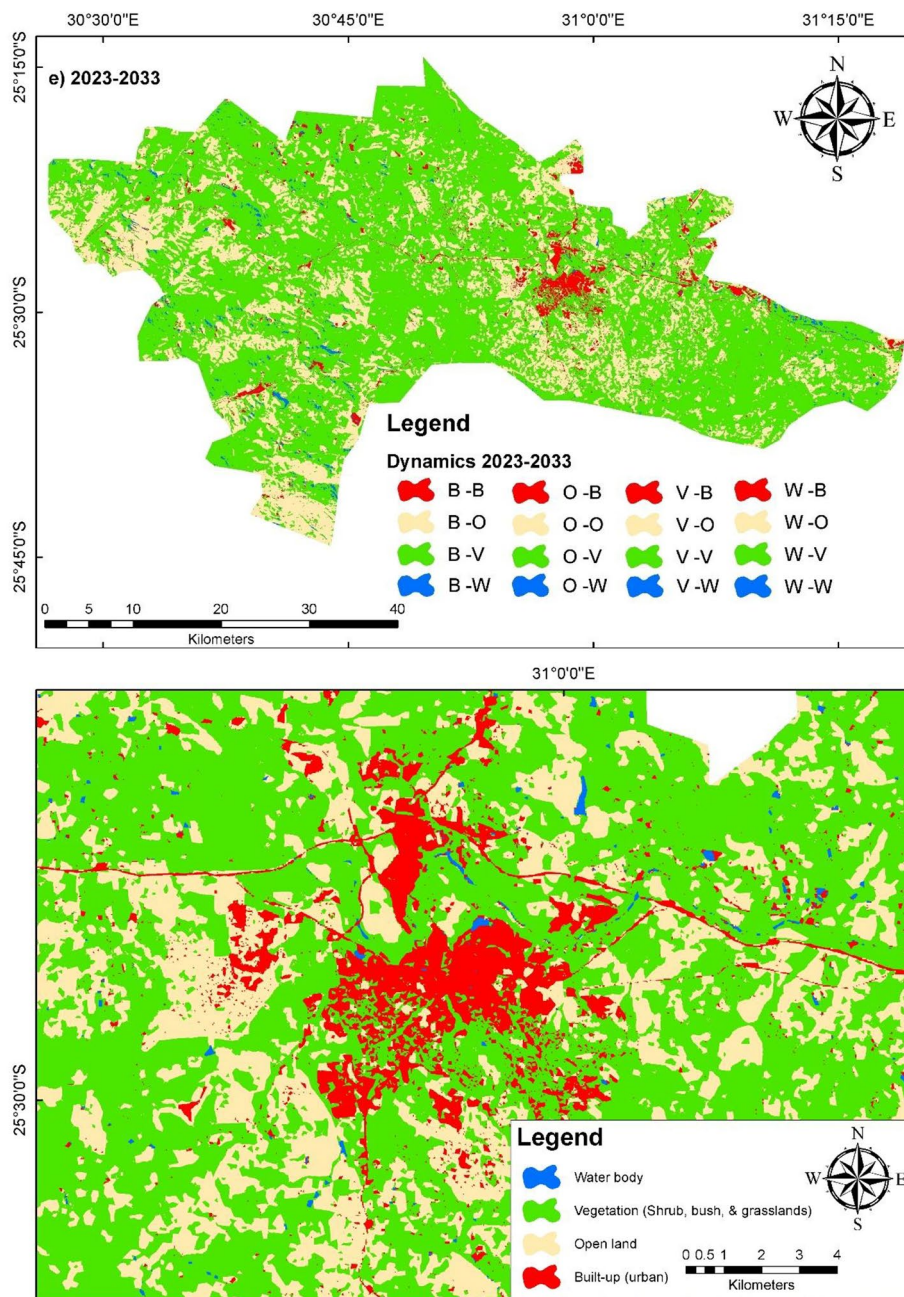 30°30'0"E 30°45'0"E 31°0'0"E 31°15'0"E
25°15'0"S
e) 2023-2033
N
W E
S
25°30'0"S
Legend
Dynamics 2023-2033
B -B O -B V -B W -B
B -O O -O V -O W -O
B -V O -V V -V W -V
B -W O -W V -W W -W
25°45'0"S
0 5 10 20 30 40
Kilometers
31°0'0"E
25°30'0"S
Legend
Water body
Vegetation (Shrub, bush, & grasslands)
Open land
Built-up (urban)
N
W E
S
0 0.5 1 2 3 4
Kilometers